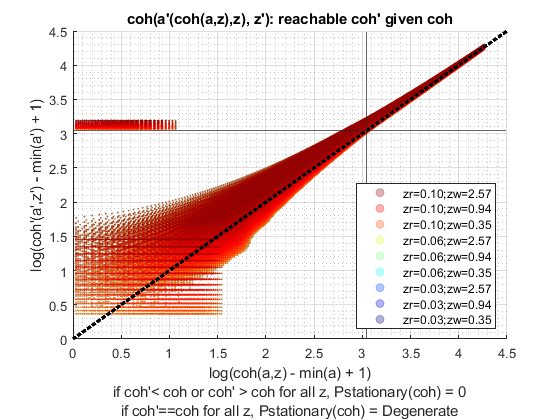 coh(a'(coh(a,z),z), z'): reachable coh' given coh
log(coh'(a',z') - min(a') + 1)
4.5
4
3.5
3
2.5
2
1.5
1
0.5
0
zr=0.10;zw=2.57
zr=0.10;zw=0.94
zr=0.10;zw=0.35
zr=0.06;zw=2.57
zr=0.06;zw=0.94
zr=0.06;zw=0.35
zr=0.03;zw=2.57
zr=0.03;zw=0.94
zr=0.03;zw=0.35
0 0.5 1 1.5 2 2.5 3 3.5 4 4.5
log(coh(a,z) - min(a) + 1)
if coh'< coh or coh' > coh for all z, Pstationary(coh) = 0
if coh'==coh for all z, Pstationary(coh) = Degenerate